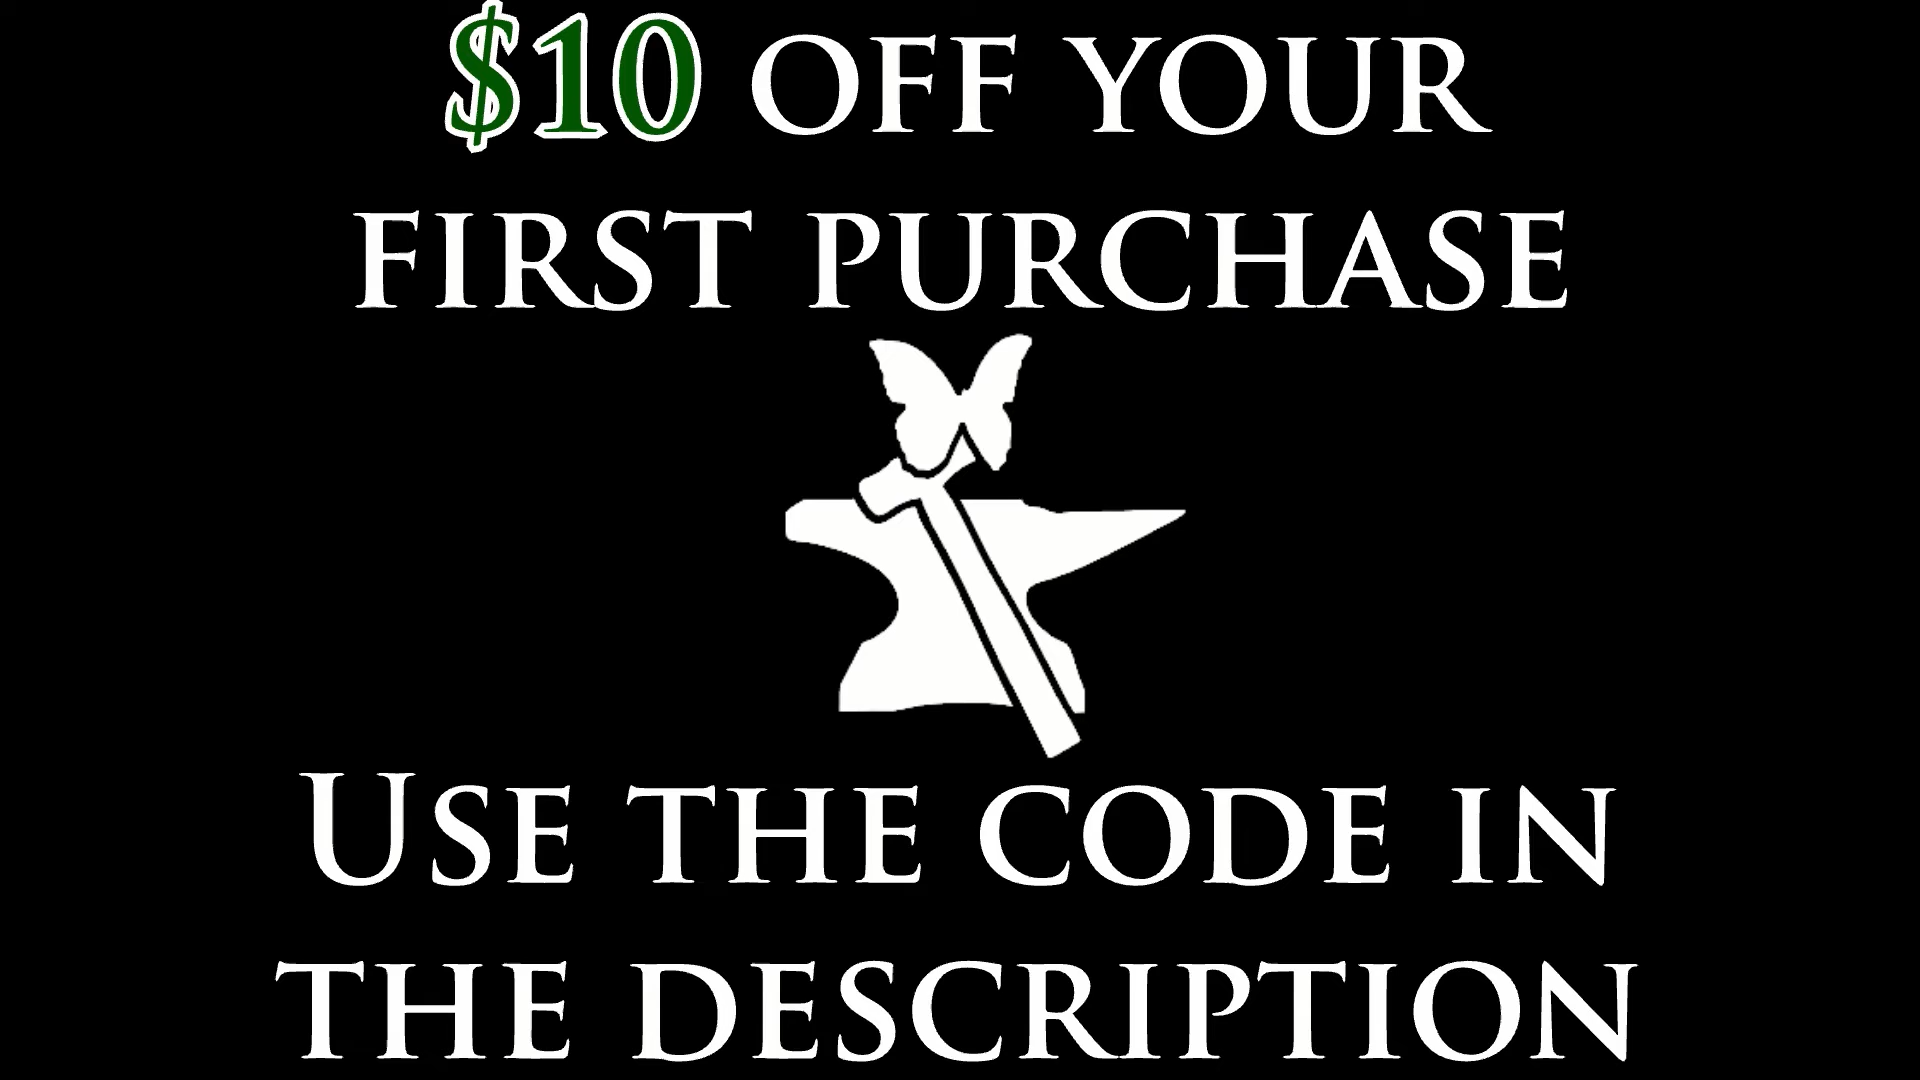 $10 OFF YOUR
FIRST PURCHASE
USE THE CODE IN
THE DESCRIPTION